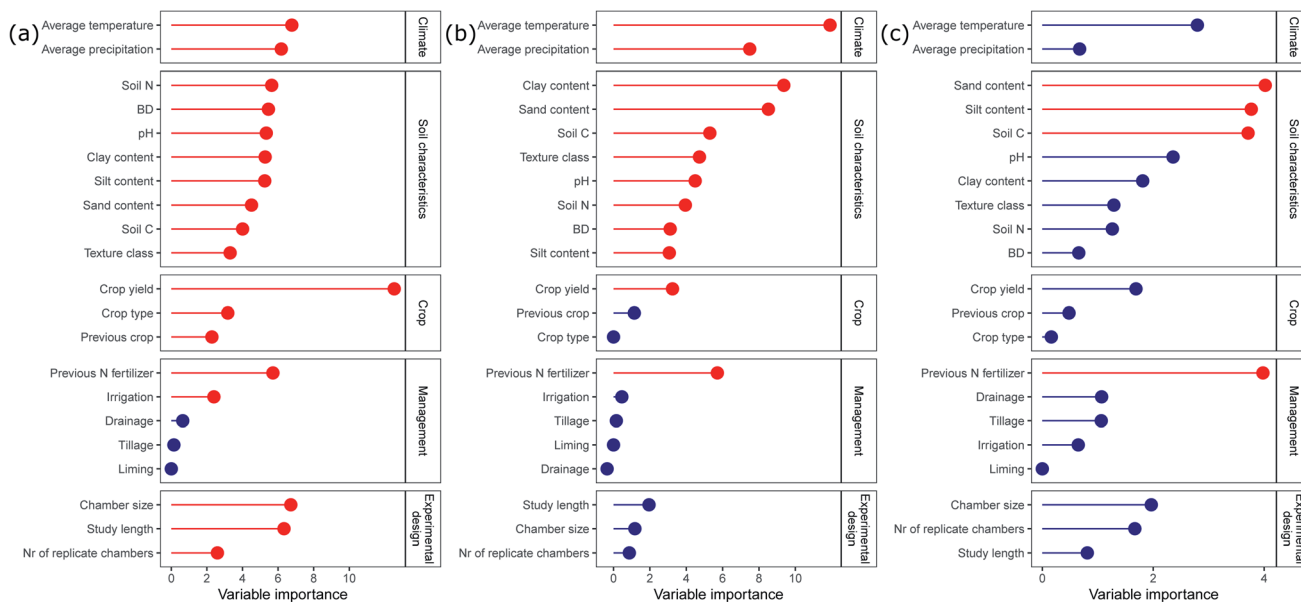 (a)
Average temperature
Average precipitation
Climate
Soil N
BD
pH
Clay content
Silt content
Sand content
Soil C
Texture class
Soil characteristics
Crop yield
Crop type
Previous crop
Crop
Previous N fertilizer
Irrigation
Drainage
Tillage
Liming
Management
Chamber size
Study length
Nr of replicate chambers
Experimental
design
0 2 4 6 8 10
Variable importance
(b)
Average temperature
Average precipitation
Climate
Clay content
Sand content
Soil C
Texture class
pH
Soil N
BD
Silt content
Soil characteristics
Crop yield
Previous crop
Crop type
Crop
Previous N fertilizer
Irrigation
Tillage
Liming
Drainage
Management
Study length
Chamber size
Nr of replicate chambers
Experimental
design
0 2 4 6 8 10
Variable importance
(c)
Average temperature
Average precipitation
Climate
Sand content
Silt content
Soil C
pH
Clay content
Texture class
Soil N
BD
Soil characteristics
Crop yield
Previous crop
Crop type
Crop
Previous N fertilizer
Drainage
Tillage
Irrigation
Liming
Management
Chamber size
Nr of replicate chambers
Study length
Experimental
design
0 2 4
Variable importance